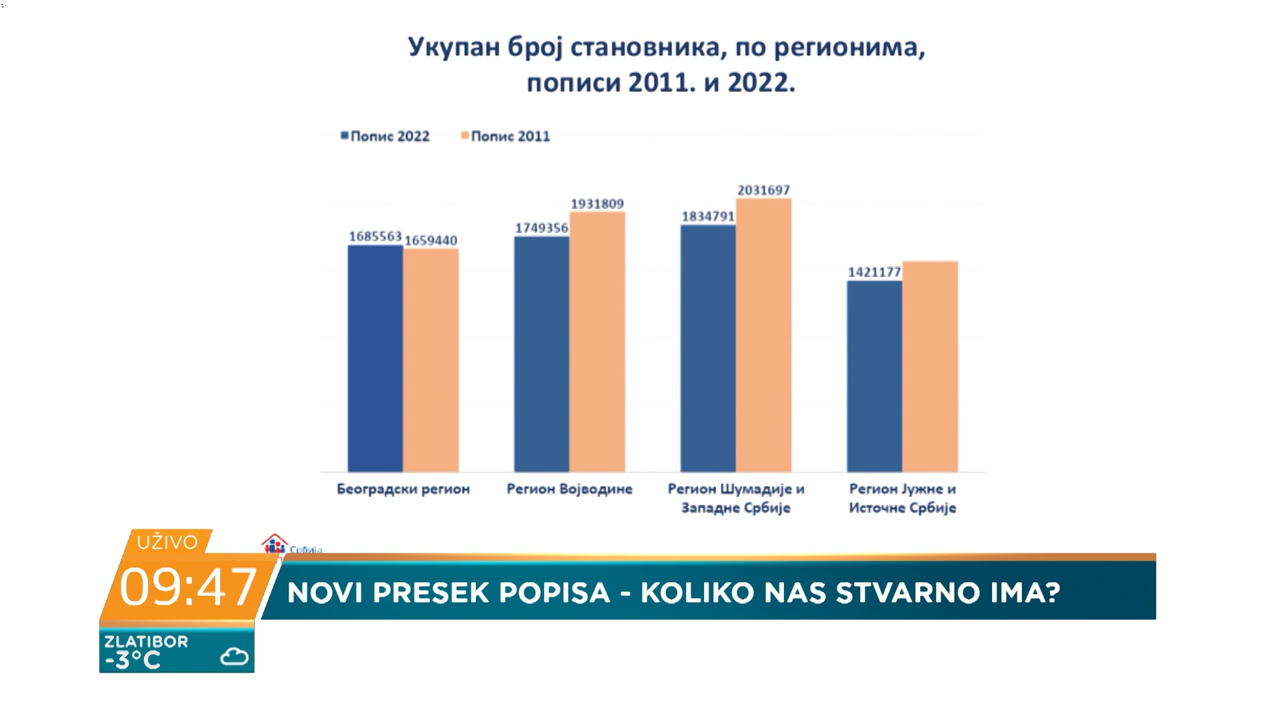 Укупан број становника, по регионима,
пописи 2011. и 2022.
Попис 2022 Попис 2011
1685563 1659440 1749356 1931809 1834791 2031697 1421177
Београдски регион Регион Војводине Регион Шумадије и Западне Србије Регион Јужне и Источне Србије
UŽIVO
Србија
09:47
NOVI PRESEK POPISA - KOLIKO NAS STVARNO IMA?
ZLATIBOR
-3°C